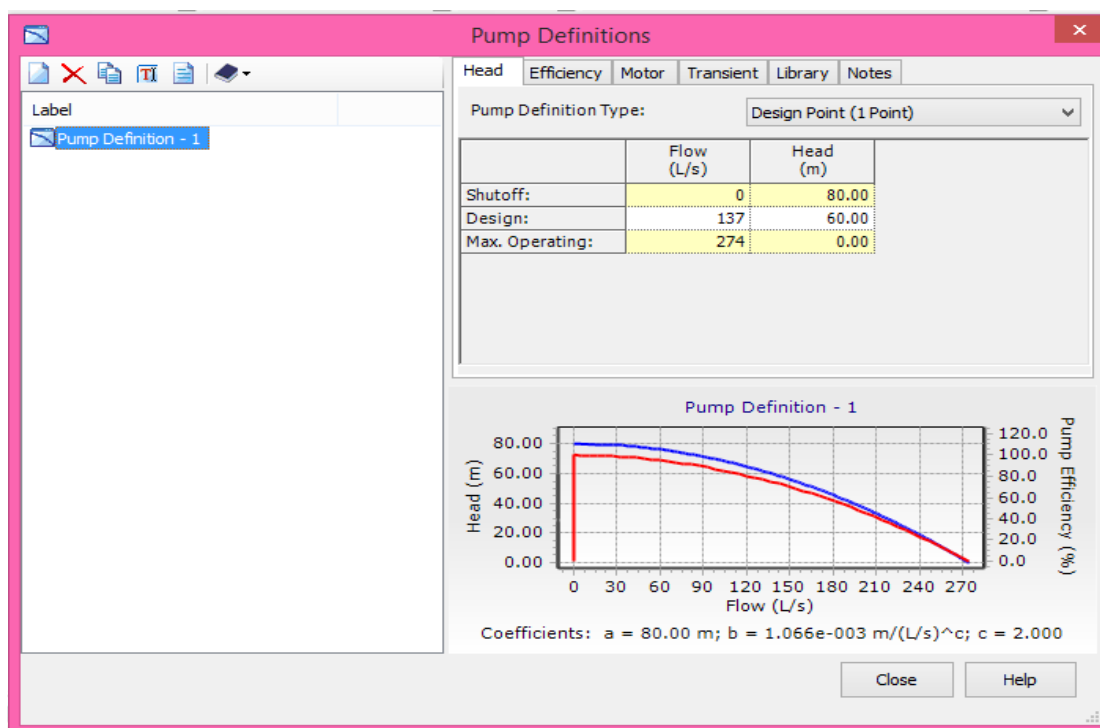 Pump Definitions
Label
Pump Definition - 1
Head Efficiency Motor Transient Library Notes
Pump Definition Type: Design Point (1 Point)
Flow (L/s) Head (m)
Shutoff: 0 80.00
Design: 137 60.00
Max. Operating: 274 0.00
Pump Definition - 1
Head (m)
80.00
60.00
40.00
20.00
0.00
120.0
100.0
80.0
60.0
40.0
20.0
0.0
Pump Efficiency (%)
0 30 60 90 120 150 180 210 240 270
Flow (L/s)
Coefficients: a = 80.00 m; b = 1.066e-003 m/(L/s)^c; c = 2.000
Close Help